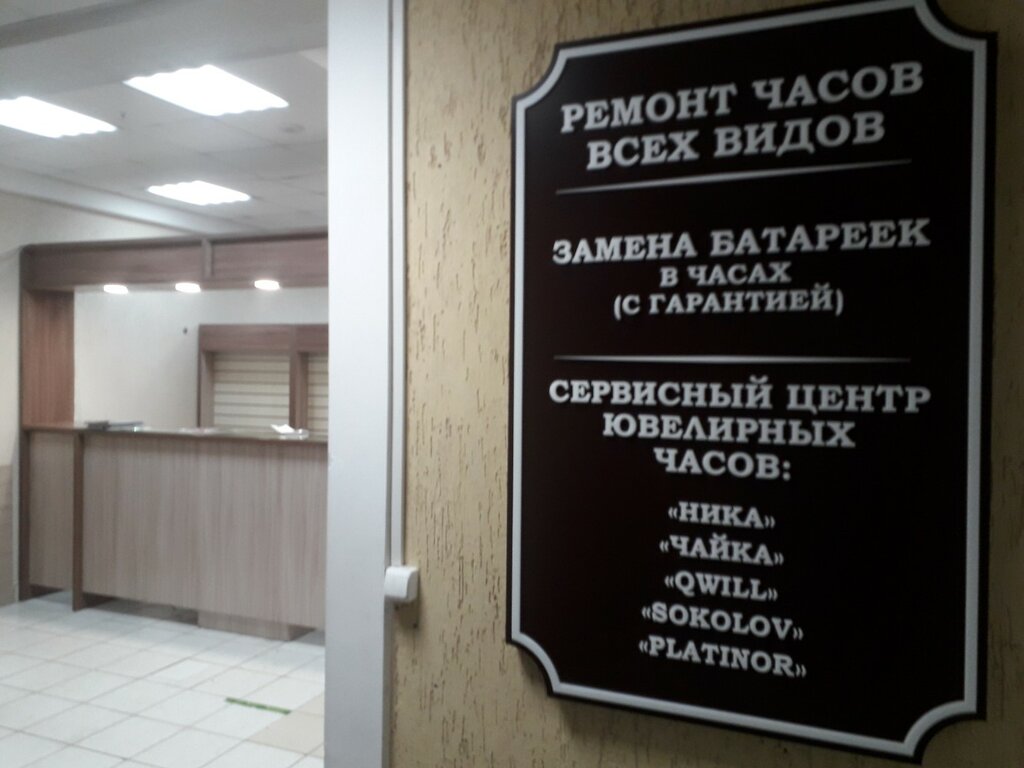 РЕМОНТ ЧАСОВ
ВСЕХ ВИДОВ
ЗАМЕНА БАТАРЕЕК
В ЧАСАХ
(С ГАРАНТИЕЙ)
СЕРВИСНЫЙ ЦЕНТР
ЮВЕЛИРНЫХ
ЧАСОВ:
«НИКА»
«ЧАЙКА»
«QWILL»
«SOKOLOV»
«PLATINOR»